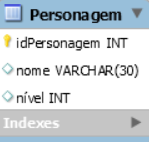 Personagem
idPersonagem INT
nome VARCHAR(30)
nível INT
Indexes